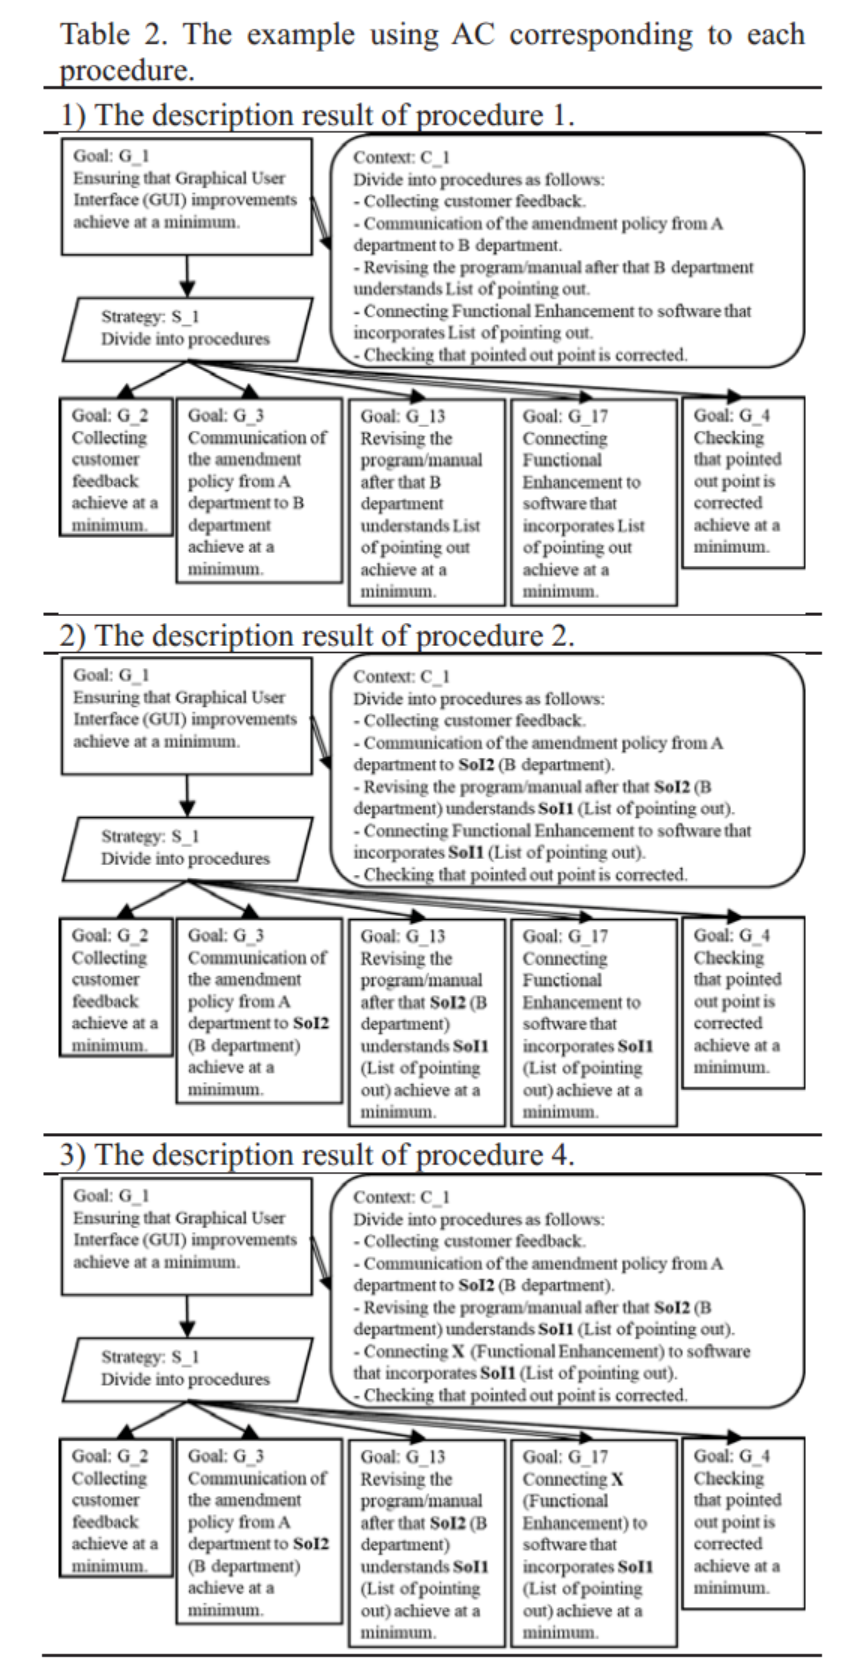 Table 2. The example using AC corresponding to each
procedure.
1) The description result of procedure 1.
Goal: G_1
Ensuring that Graphical User
Interface (GUI) improvements
achieve at a minimum.
Context: C_1
Divide into procedures as follows:
- Collecting customer feedback.
- Communication of the amendment policy from A
department to B department.
- Revising the program/manual after that B department
understands List of pointing out.
- Connecting Functional Enhancement to software that
incorporates List of pointing out.
- Checking that pointed out point is corrected.
Strategy: S_1
Divide into procedures
Goal: G_2
Collecting
customer
feedback
achieve at a
minimum.
Goal: G_3
Communication of
the amendment
policy from A
department to B
department
achieve at a
minimum.
Goal: G_13
Revising the
program/manual
after that B
department
understands List
of pointing out
achieve at a
minimum.
Goal: G_17
Connecting
Functional
Enhancement to
software that
incorporates List
of pointing out
achieve at a
minimum.
Goal: G_4
Checking
that pointed
out point is
corrected
achieve at a
minimum.
2) The description result of procedure 2.
Goal: G_1
Ensuring that Graphical User
Interface (GUI) improvements
achieve at a minimum.
Context: C_1
Divide into procedures as follows:
- Collecting customer feedback.
- Communication of the amendment policy from A
department to SoI2 (B department).
- Revising the program/manual after that SoI2 (B
department) understands SoI1 (List of pointing out).
- Connecting Functional Enhancement to software that
incorporates SoI1 (List of pointing out).
- Checking that pointed out point is corrected.
Strategy: S_1
Divide into procedures
Goal: G_2
Collecting
customer
feedback
achieve at a
minimum.
Goal: G_3
Communication of
the amendment
policy from A
department to SoI2
(B department)
achieve at a
minimum.
Goal: G_13
Revising the
program/manual
after that SoI2 (B
department)
understands SoI1
(List of pointing
out) achieve at a
minimum.
Goal: G_17
Connecting
Functional
Enhancement to
software that
incorporates SoI1
(List of pointing
out) achieve at a
minimum.
Goal: G_4
Checking
that pointed
out point is
corrected
achieve at a
minimum.
3) The description result of procedure 4.
Goal: G_1
Ensuring that Graphical User
Interface (GUI) improvements
achieve at a minimum.
Context: C_1
Divide into procedures as follows:
- Collecting customer feedback.
- Communication of the amendment policy from A
department to SoI2 (B department).
- Revising the program/manual after that SoI2 (B
department) understands SoI1 (List of pointing out).
- Connecting X (Functional Enhancement) to software
that incorporates SoI1 (List of pointing out).
- Checking that pointed out point is corrected.
Strategy: S_1
Divide into procedures
Goal: G_2
Collecting
customer
feedback
achieve at a
minimum.
Goal: G_3
Communication of
the amendment
policy from A
department to SoI2
(B department)
achieve at a
minimum.
Goal: G_13
Revising the
program/manual
after that SoI2 (B
department)
understands SoI1
(List of pointing
out) achieve at a
minimum.
Goal: G_17
Connecting X
(Functional
Enhancement) to
software that
incorporates SoI1
(List of pointing
out) achieve at a
minimum.
Goal: G_4
Checking
that pointed
out point is
corrected
achieve at a
minimum.